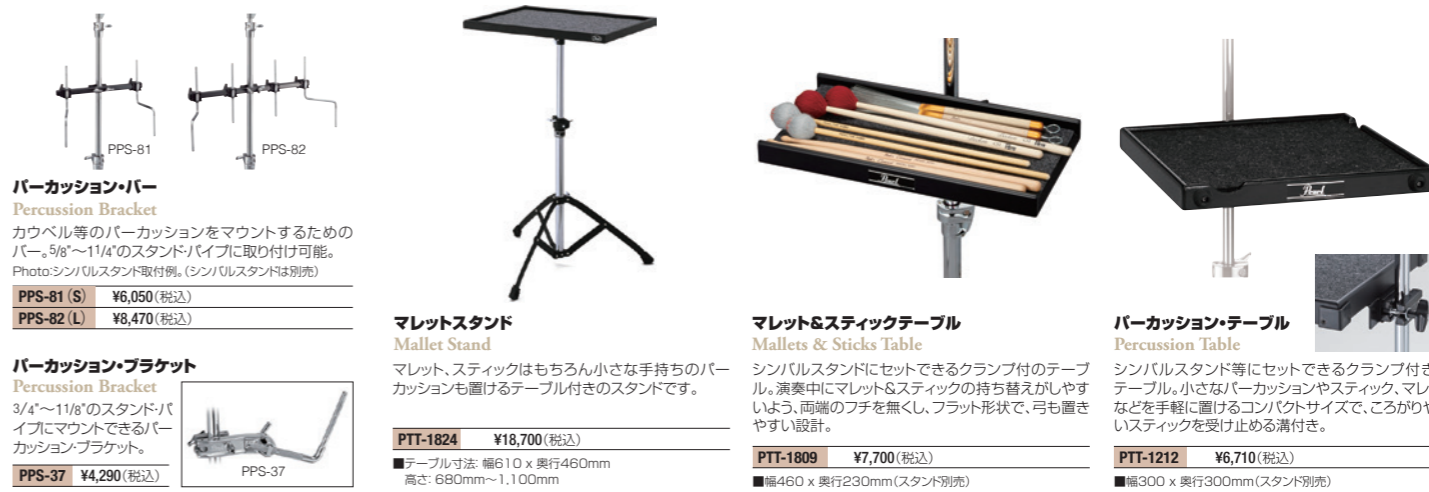 PPS-81
PPS-82
パーカッション・バー
Percussion Bracket
カウベル等のパーカッションをマウントするための
バー。5/8"〜11/4"のスタンド・パイプに取り付け可能。
Photo:シンバルスタンド取付例。(シンバルスタンドは別売)
PPS-81(S) ¥6,050(税込)
PPS-82(L) ¥8,470(税込)
パーカッション・ブラケット
Percussion Bracket
3/4"〜11/8"のスタンド・パ
イプにマウントできるパー
カッション・ブラケット。
PPS-37 ¥4,290(税込)
PPS-37
マレットスタンド
Mallet Stand
マレット、スティックはもちろん小さな手持ちのパー
カッションも置けるテーブル付きのスタンドです。
PTT-1824 ¥18,700(税込)
■テーブル寸法: 幅610 x 奥行460mm
高さ: 680mm〜1,100mm
Pearl
マレット&スティックテーブル
Mallets & Sticks Table
シンバルスタンドにセットできるクランプ付のテーブ
ル。演奏中にマレット&スティックの持ち替えがしやす
いよう、両端のフチを無くし、フラット形状で、弓も置き
やすい設計。
PTT-1809 ¥7,700(税込)
■幅460 x 奥行230mm(スタンド別売)
Pearl
パーカッション・テーブル
Percussion Table
シンバルスタンド等にセットできるクランプ付き
テーブル。小さなパーカッションやスティック、マレ
などを手軽に置けるコンパクトサイズで、ころがりや
いスティックを受け止める溝付き。
PTT-1212 ¥6,710(税込)
■幅300 x 奥行300mm(スタンド別売)